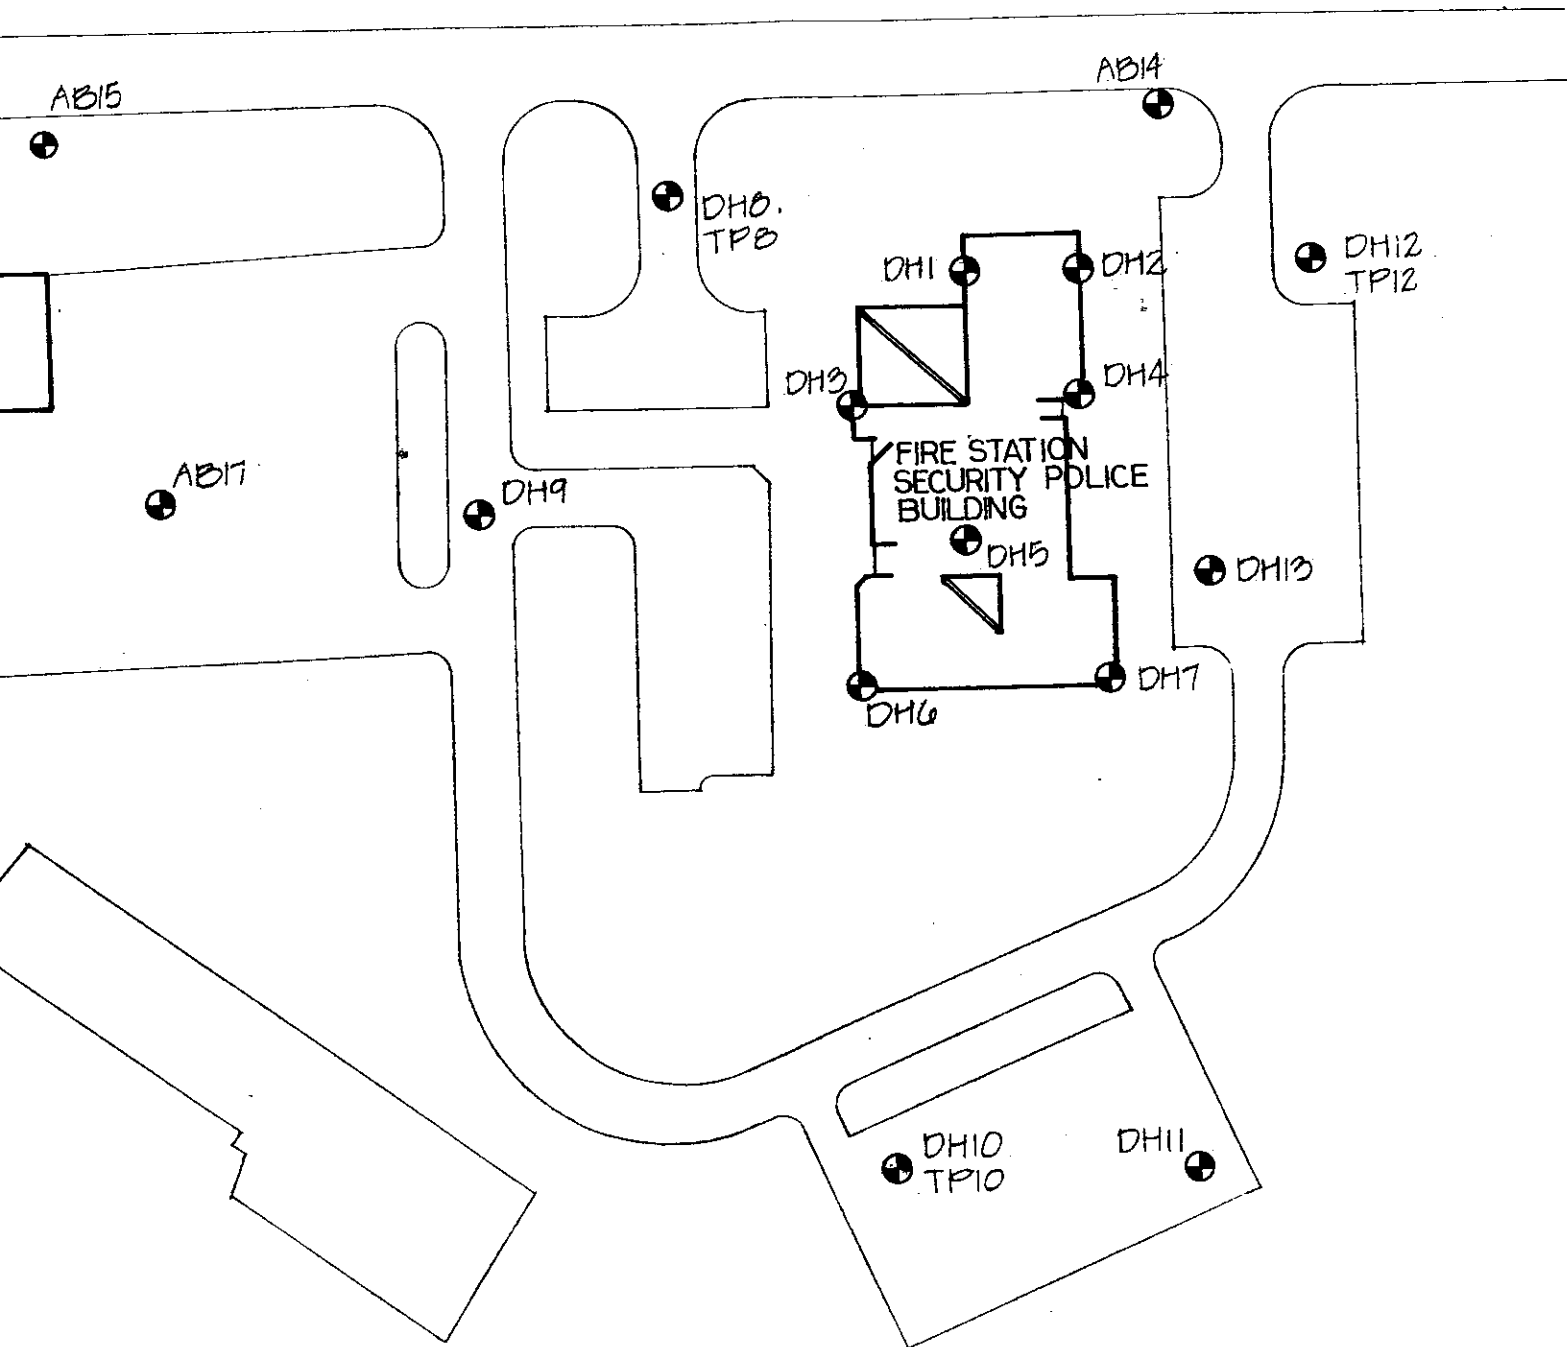 AB15
AB14
DH8.
TP8
DH1
DH2
DH12
TP12
DH3
DH4
FIRE STATION
SECURITY POLICE
BUILDING
AB17
DH9
DH5
DH13
DH7
DH6
DH10
TP10
DH11